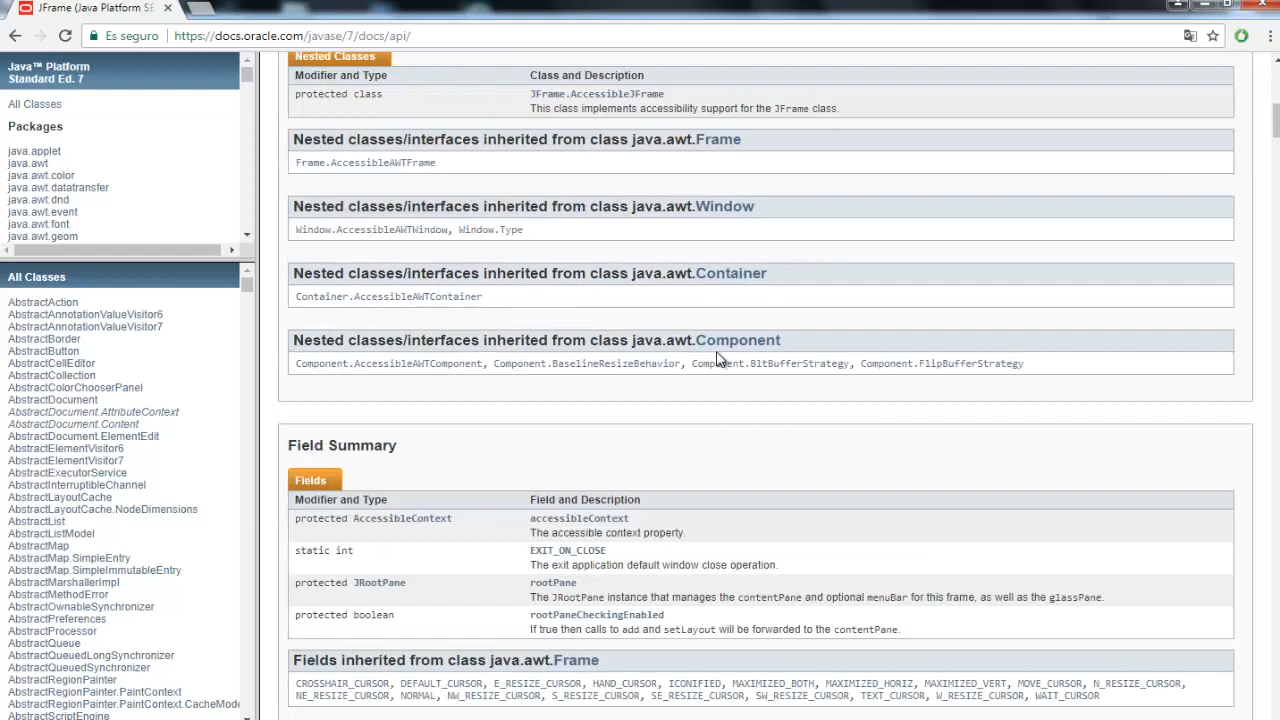 JFrame (Java Platform SE
Es seguro
https://docs.oracle.com/javase/7/docs/api/
Java™ Platform
Standard Ed. 7
All Classes
Packages
java.applet
java.awt
java.awt.color
java.awt.datatransfer
java.awt.dnd
java.awt.event
java.awt.font
java.awt.geom
All Classes
AbstractAction
AbstractAnnotationValueVisitor6
AbstractAnnotationValueVisitor7
AbstractBorder
AbstractButton
AbstractCellEditor
AbstractCollection
AbstractColorChooserPanel
AbstractDocument
AbstractDocument.AttributeContext
AbstractDocument.Content
AbstractDocument.ElementEdit
AbstractElementVisitor6
AbstractElementVisitor7
AbstractExecutorService
AbstractInterruptibleChannel
AbstractLayoutCache
AbstractLayoutCache.NodeDimensions
AbstractList
AbstractListModel
AbstractMap
AbstractMap.SimpleEntry
AbstractMap.SimpleImmutableEntry
AbstractMarshallerImpl
AbstractMethodError
AbstractOwnableSynchronizer
AbstractPreferences
AbstractProcessor
AbstractQueue
AbstractQueuedLongSynchronizer
AbstractQueuedSynchronizer
AbstractRegionPainter
AbstractRegionPainter.PaintContext
AbstractRegionPainter.PaintContext.CacheMode
AbstractScriptEngine
Nested Classes
Modifier and Type Class and Description
protected class JFrame.AccessibleJFrame
This class implements accessibility support for the JFrame class.
Nested classes/interfaces inherited from class java.awt.Frame
Frame.AccessibleAWTFrame
Nested classes/interfaces inherited from class java.awt.Window
Window.AccessibleAWTWindow, Window.Type
Nested classes/interfaces inherited from class java.awt.Container
Container.AccessibleAWTContainer
Nested classes/interfaces inherited from class java.awt.Component
Component.AccessibleAWTComponent, Component.BaselineResizeBehavior, Component.BltBufferStrategy, Component.FlipBufferStrategy
Field Summary
Fields
Modifier and Type Field and Description
protected AccessibleContext accessibleContext
The accessible context property.
static int EXIT_ON_CLOSE
The exit application default window close operation.
protected JRootPane rootPane
The JRootPane instance that manages the contentPane and optional menuBar for this frame, as well as the glassPane.
protected boolean rootPaneCheckingEnabled
If true then calls to add and setLayout will be forwarded to the contentPane.
Fields inherited from class java.awt.Frame
CROSSHAIR_CURSOR, DEFAULT_CURSOR, E_RESIZE_CURSOR, HAND_CURSOR, ICONIFIED, MAXIMIZED_BOTH, MAXIMIZED_HORIZ, MAXIMIZED_VERT, MOVE_CURSOR, N_RESIZE_CURSOR,
NE_RESIZE_CURSOR, NORMAL, NW_RESIZE_CURSOR, S_RESIZE_CURSOR, SE_RESIZE_CURSOR, SW_RESIZE_CURSOR, TEXT_CURSOR, W_RESIZE_CURSOR, WAIT_CURSOR